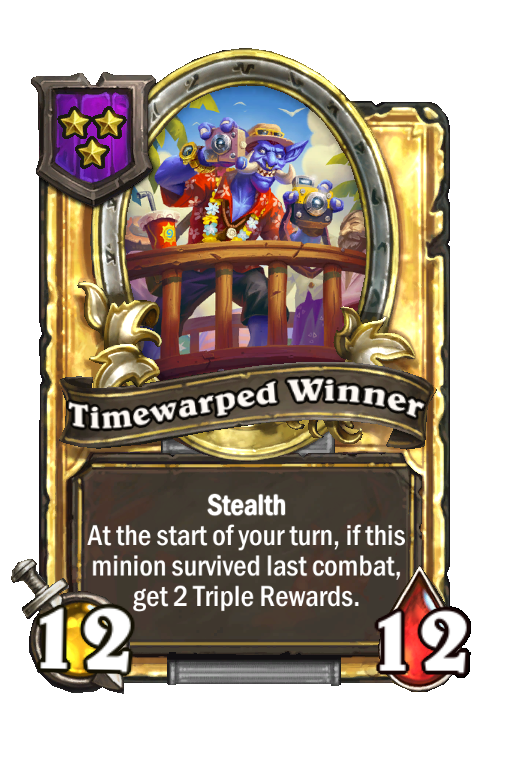 Timewarped Winner
Stealth
At the start of your turn, if this
minion survived last combat,
get 2 Triple Rewards.
12
12